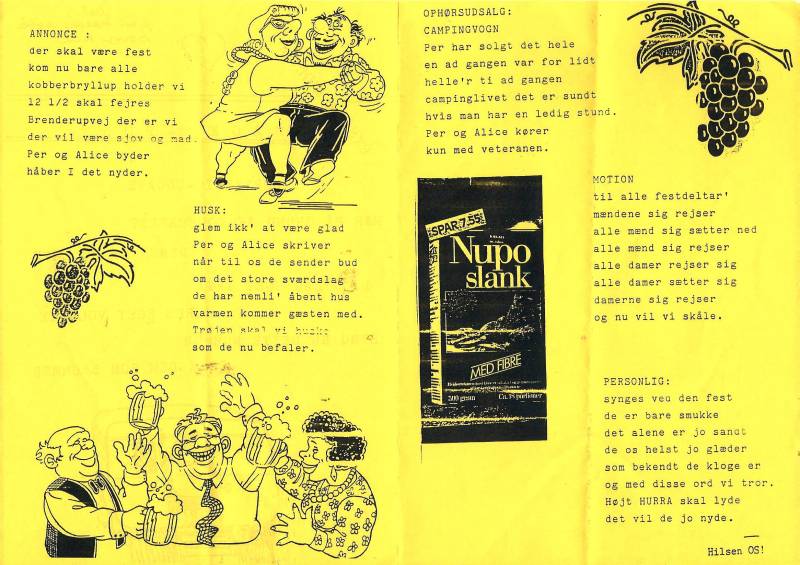 ANNONCE :
der skal være fest
kom nu bare alle
kobberbryllup holder vi
12 1/2 skal fejres
Brenderupvej der er vi
der vil være sjov og mad.
Per og Alice byder
håber I det nyder.
HUSK:
glem ikk' at være glad
Per og Alice skriver
når til os de sender bud
om det store sværdslag
de har nemli' åbent hus
varmen kommer gæsten med.
Trøjen skal vi huske
som de nu befaler.
OPHØRSUDSALG:
CAMPINGVOGN
Per har solgt det hele
en ad gangen var for lidt
helle'r ti ad gangen
campinglivet det er sundt
hvis man har en ledig stund.
Per og Alice kører
kun med veteranen.
SPAR 7.55
Nupo
slank
MED FIBRE
500 gram Ca. 18 portioner
MOTION
til alle festdeltar'
mændene sig rejser
alle mænd sig sætter ned
alle mænd sig rejser
alle damer rejser sig
alle damer sætter sig
damerne sig rejser
og nu vil vi skåle.
PERSONLIG:
synges ved den fest
de er bare smukke
det alene er jo sandt
de os helst jo glæder
som bekendt de kloge er
og med disse ord vi tror.
Højt HURRA skal lyde
det vil de jo nyde.
Hilsen OS!